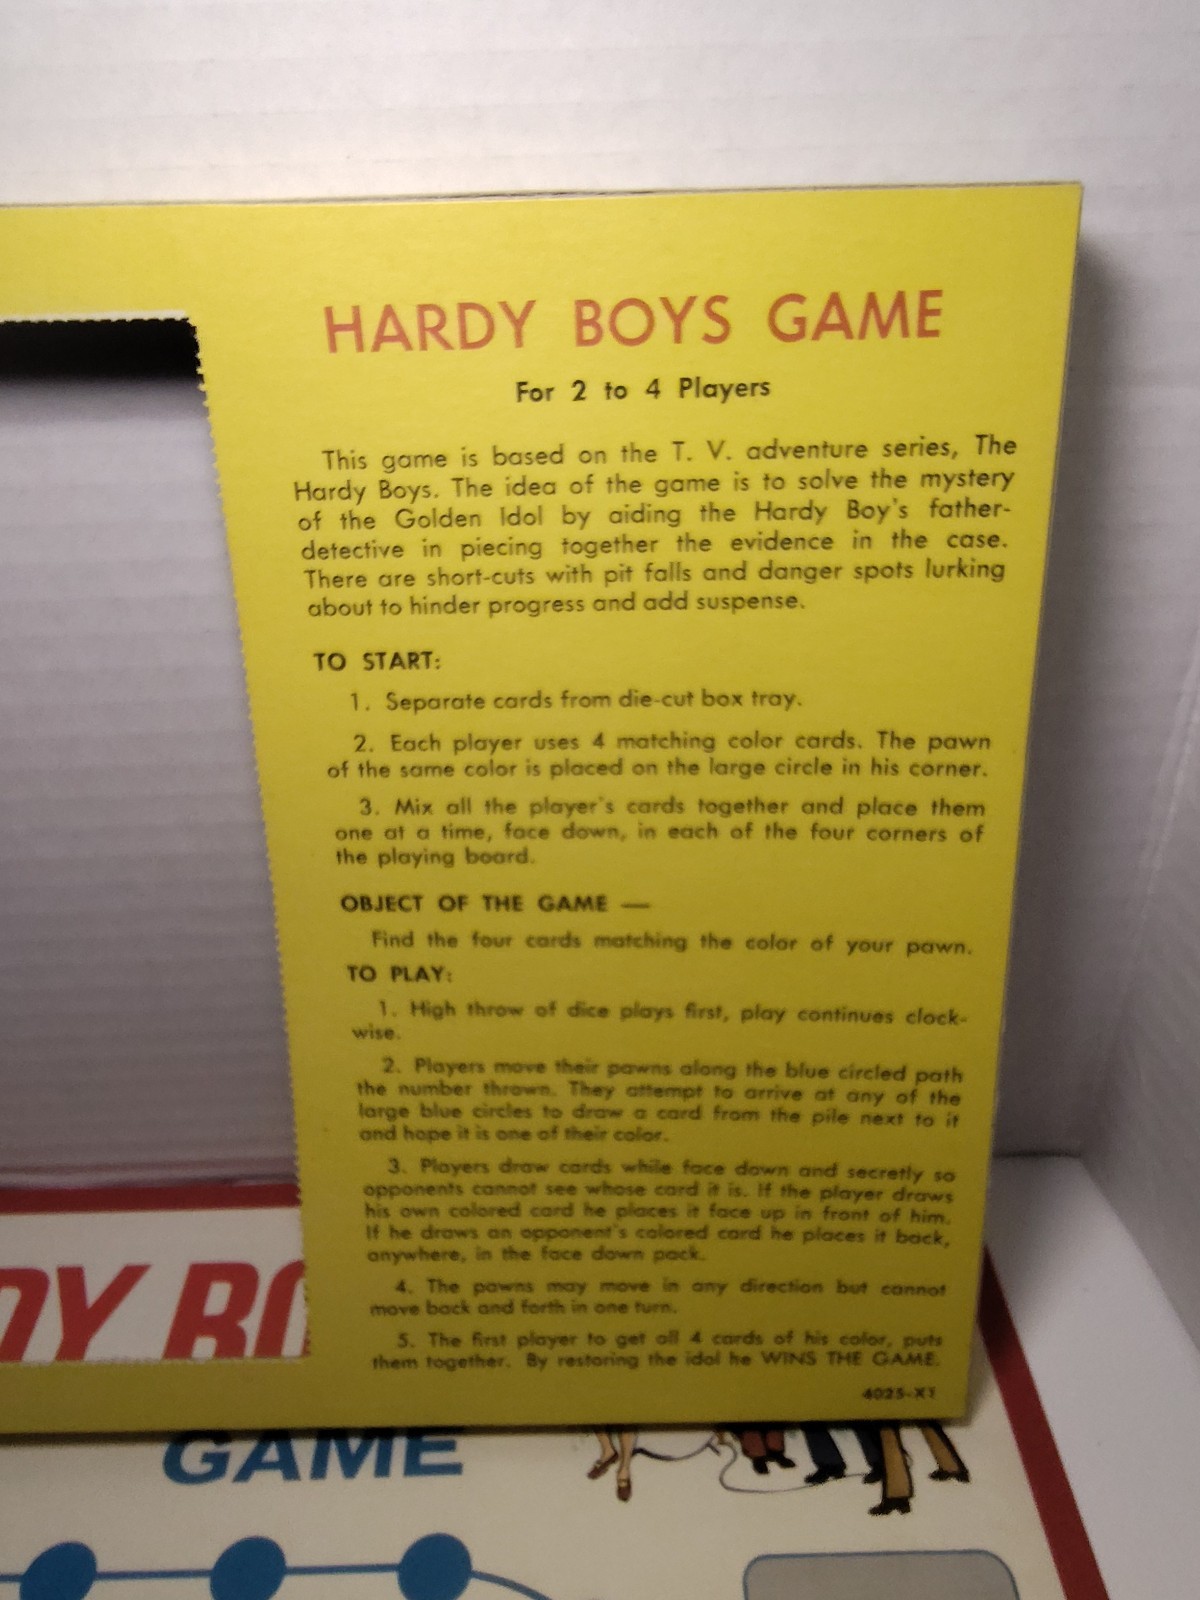 HARDY BOYS GAME
For 2 to 4 Players
This game is based on the T. V. adventure series, The
Hardy Boys. The idea of the game is to solve the mystery
of the Golden Idol by aiding the Hardy Boy's father-
detective in piecing together the evidence in the case.
There are short-cuts with pit falls and danger spots lurking
about to hinder progress and add suspense.
TO START:
1. Separate cards from die-cut box tray.
2. Each player uses 4 matching color cards. The pawn
of the same color is placed on the large circle in his corner.
3. Mix all the player's cards together and place them
one at a time, face down, in each of the four corners of
the playing board.
OBJECT OF THE GAME —
Find the four cards matching the color of your pawn.
TO PLAY:
1. High throw of dice plays first, play continues clock-
wise.
2. Players move their pawns along the blue circled path
the number thrown. They attempt to arrive at any of the
large blue circles to draw a card from the pile next to it
and hope it is one of their color.
3. Players draw cards while face down and secretly so
opponents cannot see whose card it is. If the player draws
his own colored card he places it face up in front of him.
If he draws an opponent's colored card he places it back,
anywhere, in the face down pack.
4. The pawns may move in any direction but cannot
move back and forth in one turn.
5. The first player to get all 4 cards of his color, puts
them together. By restoring the idol he WINS THE GAME.
4025-X1
DY BO
GAME